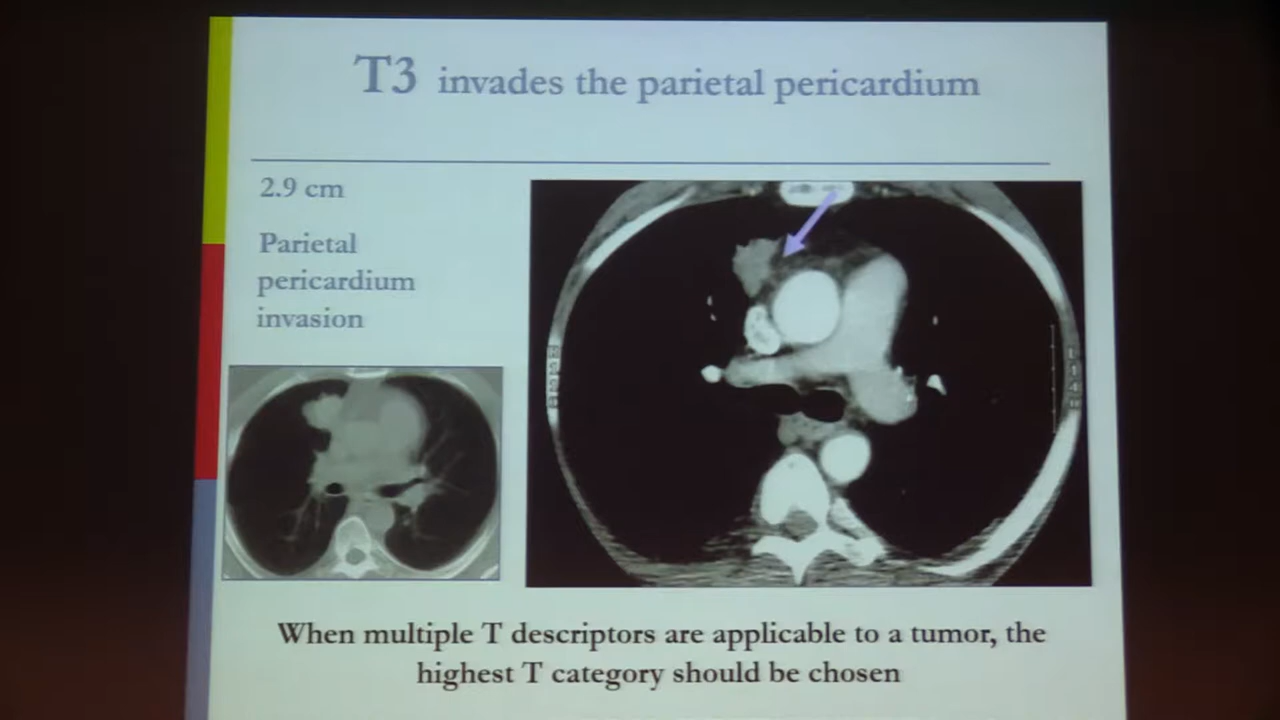 T3 invades the parietal pericardium
2.9 cm
Parietal
pericardium
invasion
When multiple T descriptors are applicable to a tumor, the
highest T category should be chosen